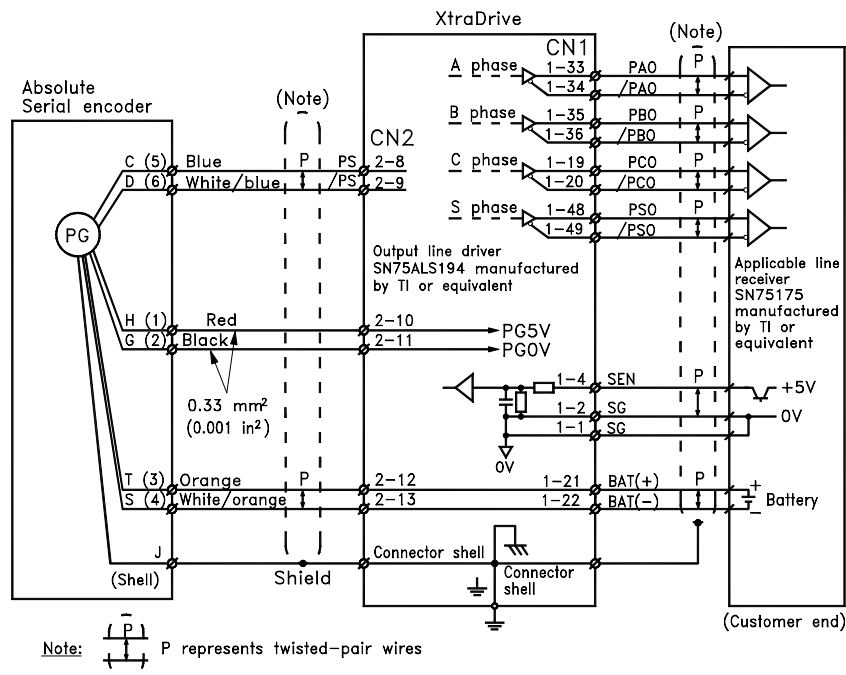 XtraDrive
(Note)
CN1
Absolute
Serial encoder
(Note)
CN2
A phase
1-33
PAO
P
1-34
/PAO
B phase
1-35
PBO
P
1-36
/PBO
C (5)
Blue
P
PS
2-8
C phase
1-19
PCO
P
D (6)
White/blue
/PS
2-9
1-20
/PCO
S phase
1-48
PSO
P
1-49
/PSO
PG
Output line driver
SN75ALS194 manufactured
by TI or equivalent
Applicable line
receiver
SN75175
manufactured
by TI or
equivalent
H (1)
Red
2-10
PG5V
G (2)
Black
2-11
PG0V
0.33 mm²
(0.001 in²)
1-4
SEN
P
+5V
1-2
SG
0V
1-1
SG
0V
T (3)
Orange
P
2-12
1-21
BAT(+)
P
+
S (4)
White/orange
2-13
1-22
BAT(-)
Battery
−
J
(Shell)
Shield
Connector shell
Connector
shell
(Customer end)
Note:
P
P represents twisted-pair wires